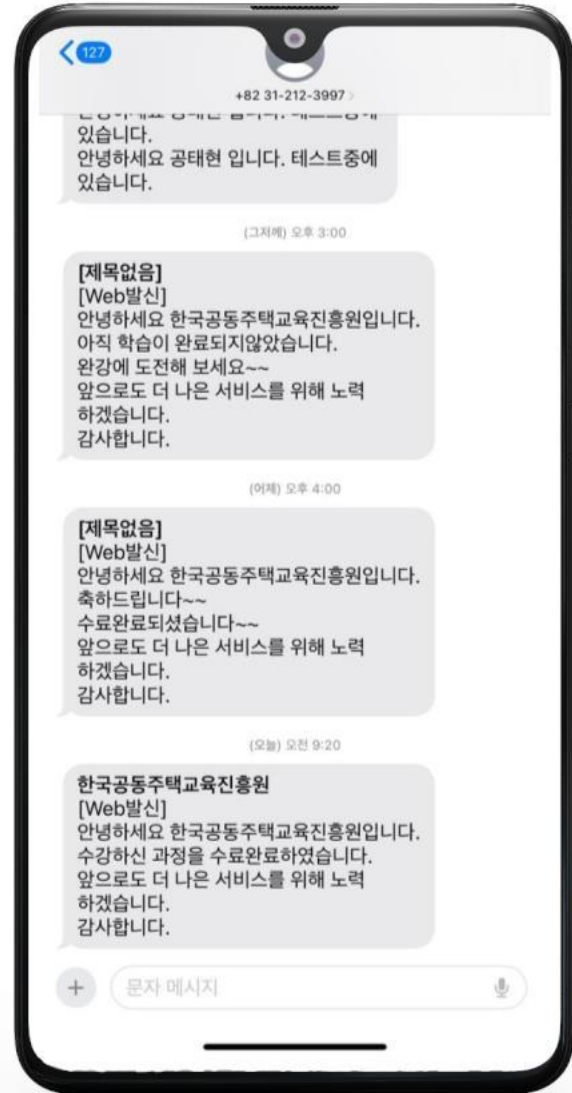 127
+82 31-212-3997 >
있습니다.
안녕하세요 공태현 입니다. 테스트중에
있습니다.
(그저께) 오후 3:00
[제목없음]
[Web발신]
안녕하세요 한국공동주택교육진흥원입니다.
아직 학습이 완료되지않았습니다.
완강에 도전해 보세요~~
앞으로도 더 나은 서비스를 위해 노력
하겠습니다.
감사합니다.
(어제) 오후 4:00
[제목없음]
[Web발신]
안녕하세요 한국공동주택교육진흥원입니다.
축하드립니다~~
수료완료되셨습니다~~
앞으로도 더 나은 서비스를 위해 노력
하겠습니다.
감사합니다.
(오늘) 오전 9:20
한국공동주택교육진흥원
[Web발신]
안녕하세요 한국공동주택교육진흥원입니다.
수강하신 과정을 수료완료하였습니다.
앞으로도 더 나은 서비스를 위해 노력
하겠습니다.
감사합니다.
문자 메시지